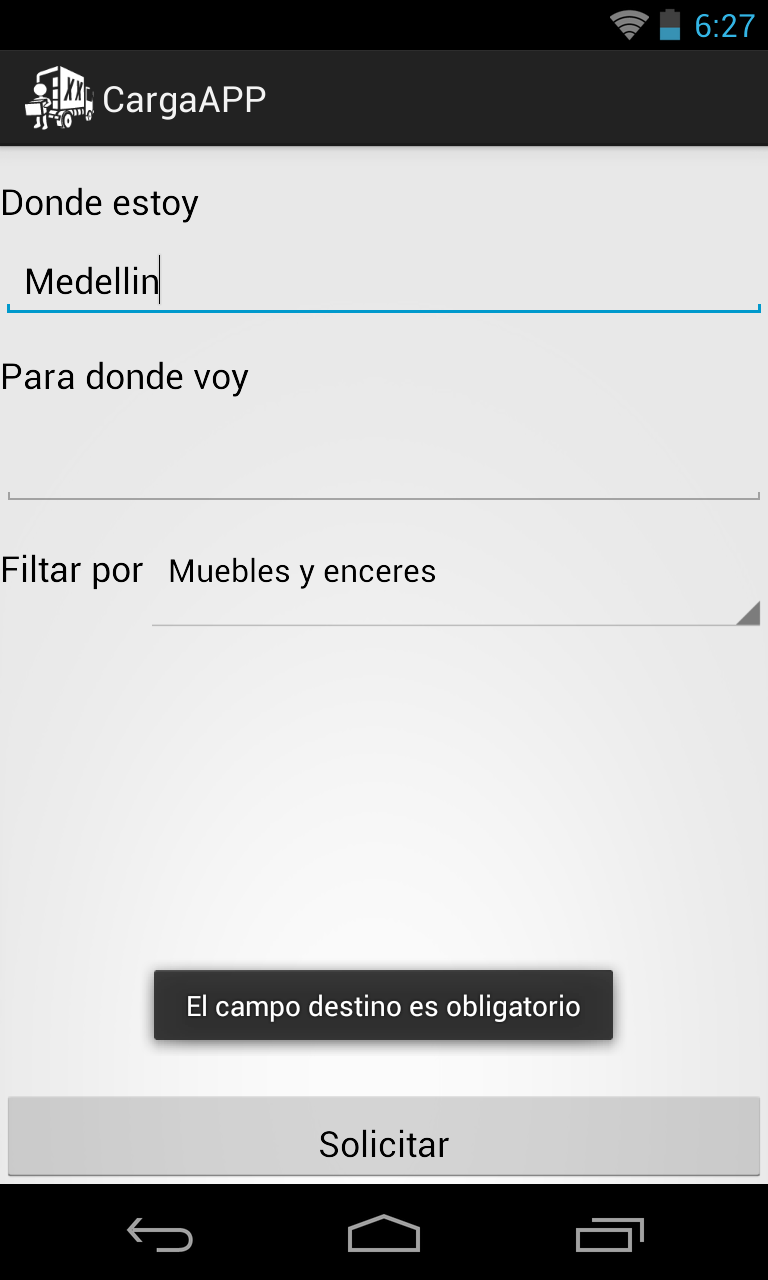 6:27
XX
CargaAPP
Donde estoy
Medellin
Para donde voy
Filtar por
Muebles y enceres
El campo destino es obligatorio
Solicitar